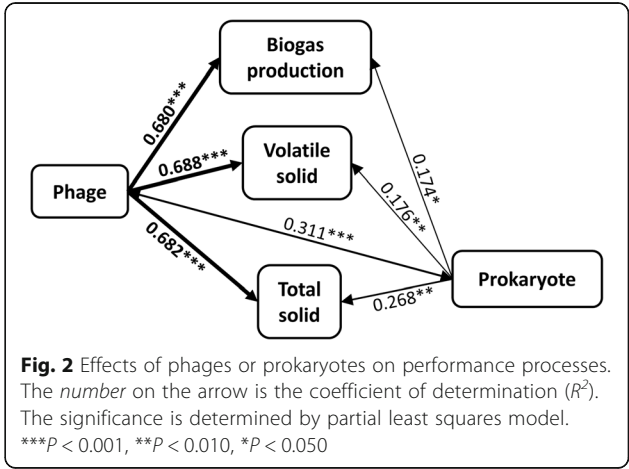 Biogas
production
0.680***
Volatile
solid
0.688***
0.174*
Phage
0.176**
0.311***
0.682***
Prokaryote
Total
solid
0.268**
Fig. 2 Effects of phages or prokaryotes on performance processes.
The number on the arrow is the coefficient of determination (R²).
The significance is determined by partial least squares model.
***P < 0.001, **P < 0.010, *P < 0.050